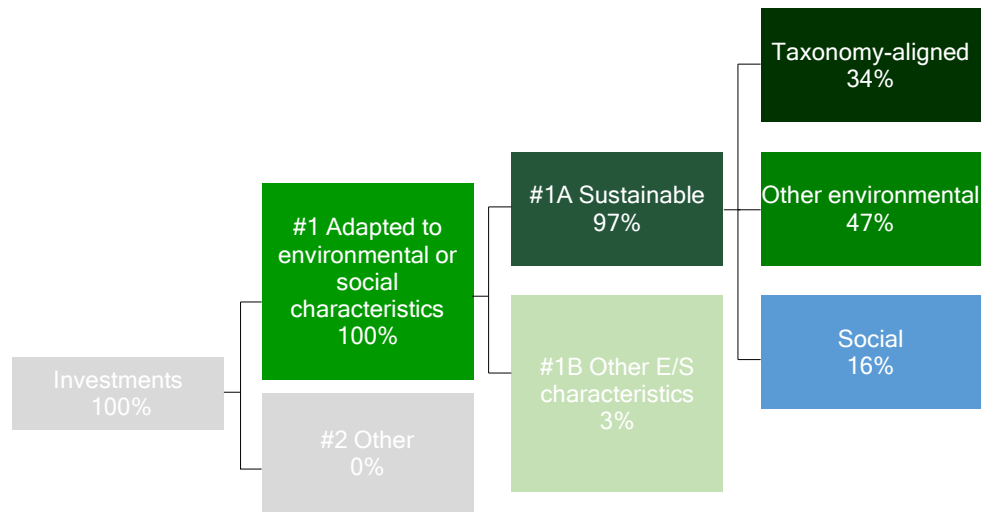 Investments
100%
#1 Adapted to
environmental or
social
characteristics
100%
#2 Other
0%
#1A Sustainable
97%
#1B Other E/S
characteristics
3%
Taxonomy-aligned
34%
Other environmental
47%
Social
16%